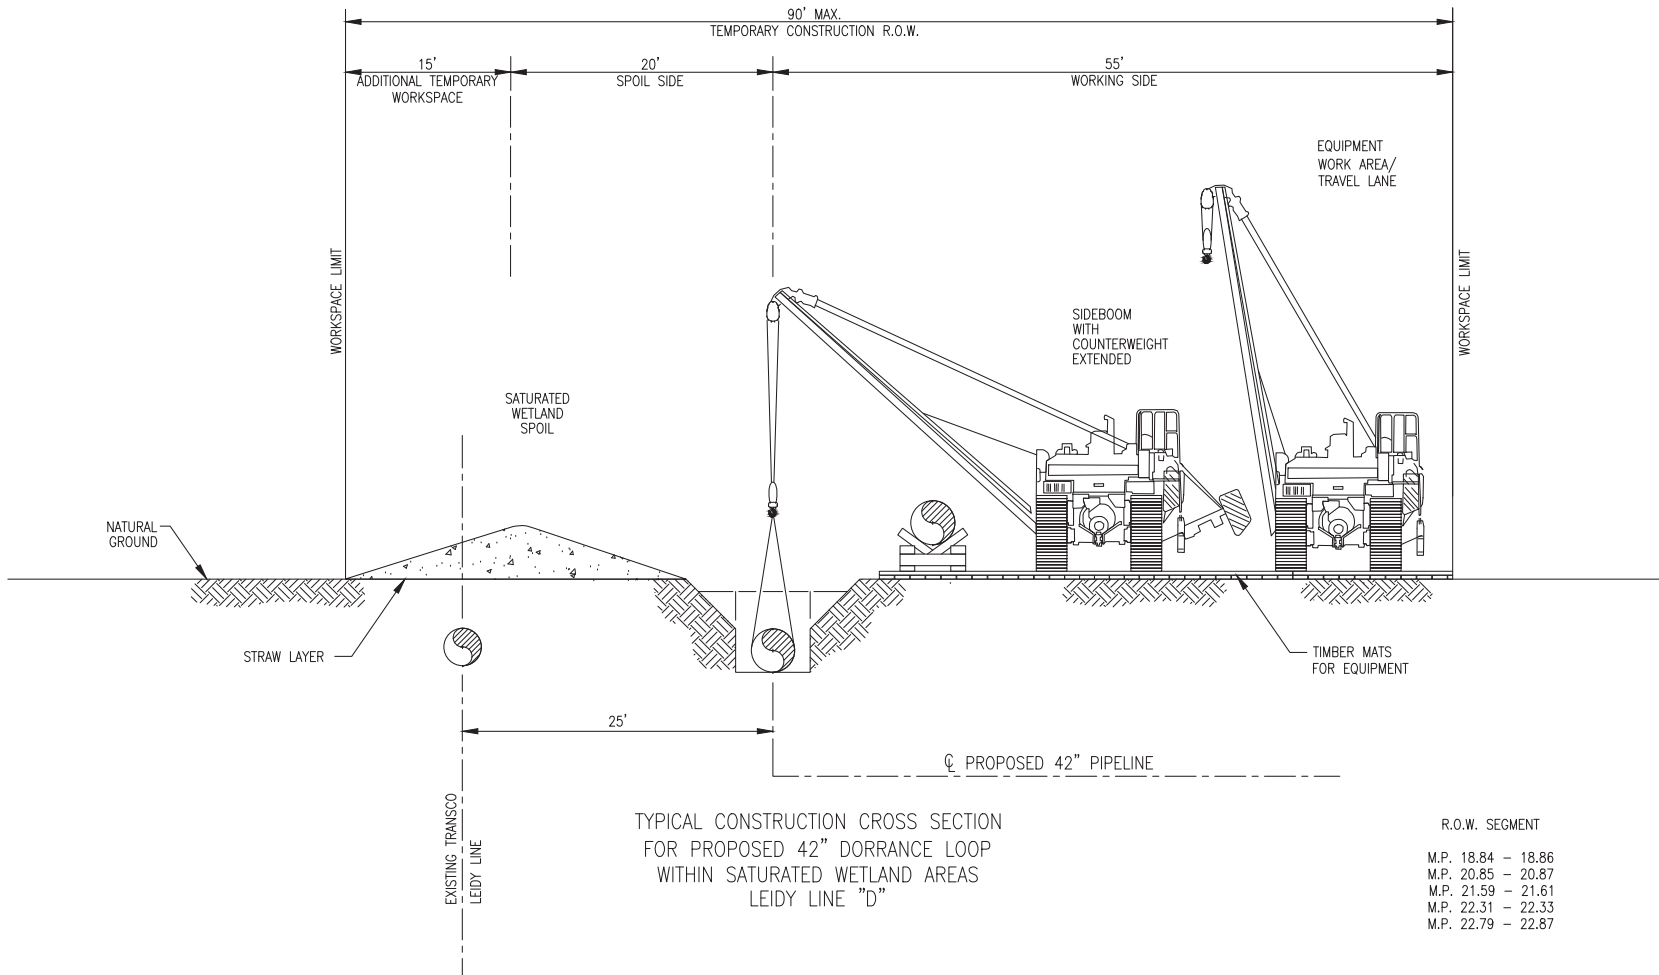 90' MAX.
TEMPORARY CONSTRUCTION R.O.W.
15'
ADDITIONAL TEMPORARY
WORKSPACE
20'
SPOIL SIDE
55'
WORKING SIDE
EQUIPMENT
WORK AREA/
TRAVEL LANE
WORKSPACE LIMIT
WORKSPACE LIMIT
SIDEBOOM
WITH
COUNTERWEIGHT
EXTENDED
SATURATED
WETLAND
SPOIL
NATURAL
GROUND
STRAW LAYER
TIMBER MATS
FOR EQUIPMENT
25'
℄ PROPOSED 42" PIPELINE
EXISTING TRANSCO
LEIDY LINE
TYPICAL CONSTRUCTION CROSS SECTION
FOR PROPOSED 42" DORRANCE LOOP
WITHIN SATURATED WETLAND AREAS
LEIDY LINE "D"
R.O.W. SEGMENT
M.P. 18.84 - 18.86
M.P. 20.85 - 20.87
M.P. 21.59 - 21.61
M.P. 22.31 - 22.33
M.P. 22.79 - 22.87